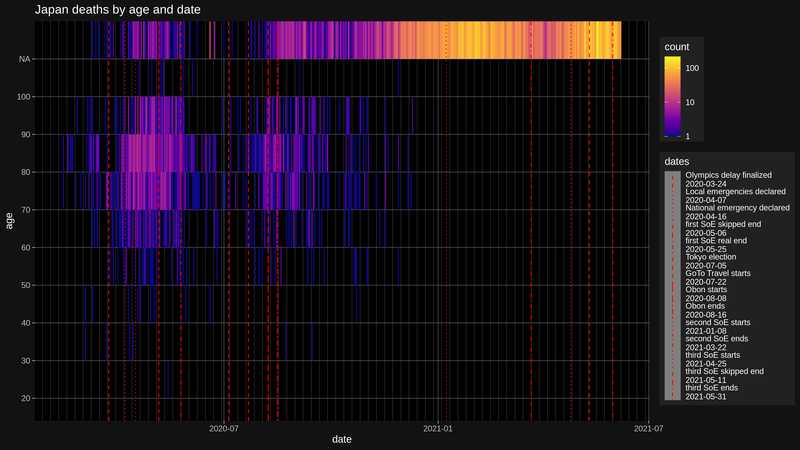 Japan deaths by age and date
NA
100
90
80
70
60
50
40
30
20
age
2020-07
2021-01
2021-07
date
count
100
10
1
dates
Olympics delay finalized
2020-03-24
Local emergencies declared
2020-04-07
National emergency declared
2020-04-16
first SoE skipped end
2020-05-06
first SoE real end
2020-05-25
Tokyo election
2020-07-05
GoTo Travel starts
2020-07-22
Obon starts
2020-08-08
Obon ends
2020-08-16
second SoE starts
2021-01-08
second SoE ends
2021-03-22
third SoE starts
2021-04-25
third SoE skipped end
2021-05-11
third SoE ends
2021-05-31